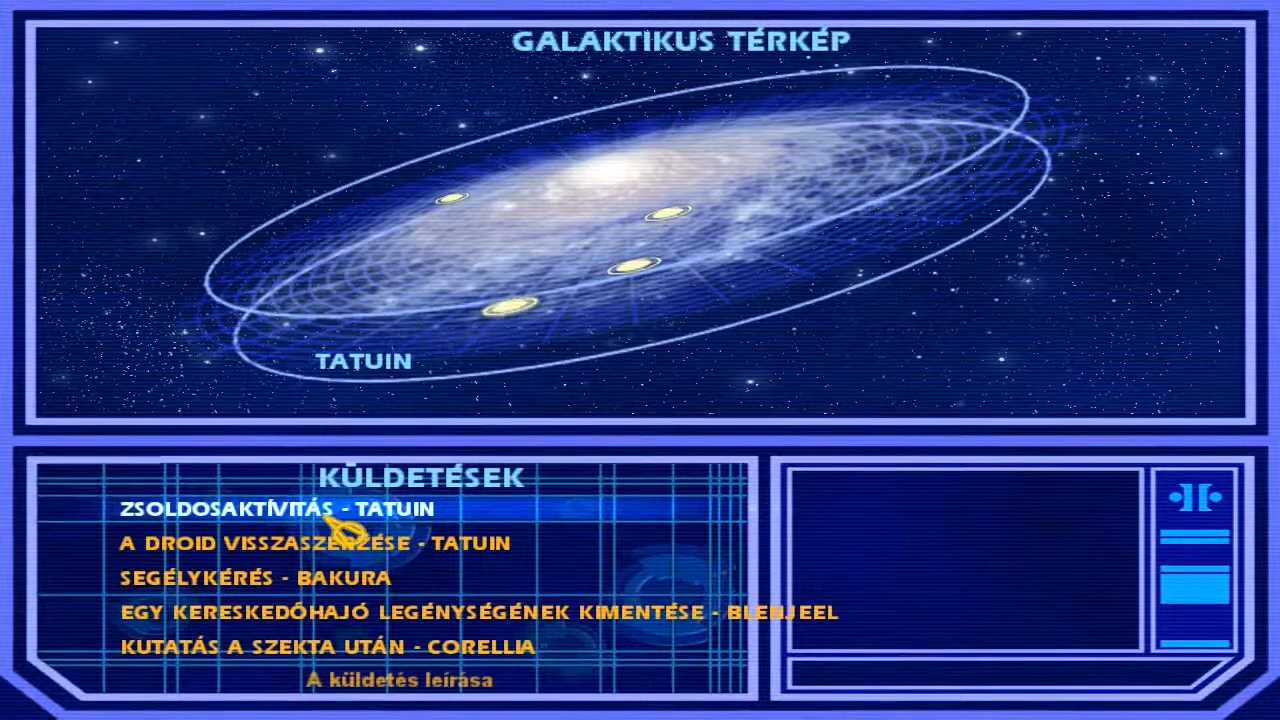 GALAKTIKUS TÉRKÉP
TATUIN
KÜLDETÉSEK
ZSOLDOSAKTÍVITÁS - TATUIN
A DROID VISSZASZERZÉSE - TATUIN
SEGÉLYKÉRÉS - BAKURA
EGY KERESKEDŐHAJÓ LEGÉNYSÉGÉNEK KIMENTÉSE - BLENJEEL
KUTATÁS A SZEKTA UTÁN - CORELLIA
A küldetés leírása